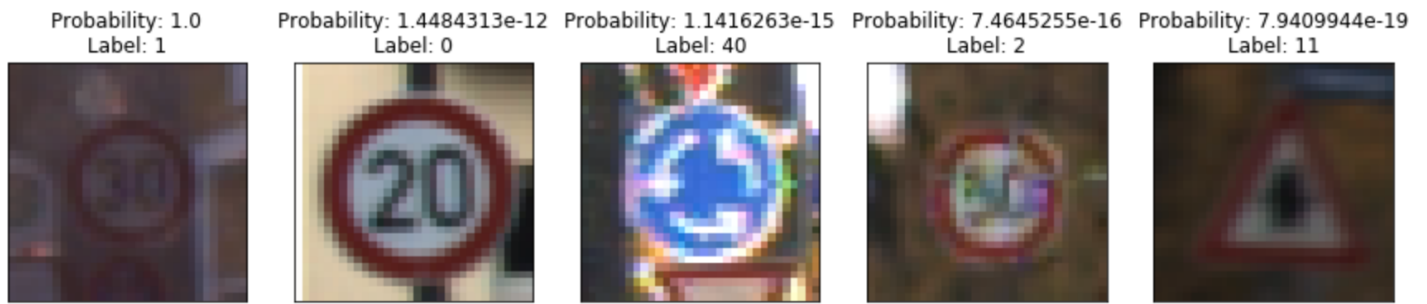 Probability: 1.0
Label: 1
Probability: 1.4484313e-12
Label: 0
Probability: 1.1416263e-15
Label: 40
Probability: 7.4645255e-16
Label: 2
Probability: 7.9409944e-19
Label: 11
30
20